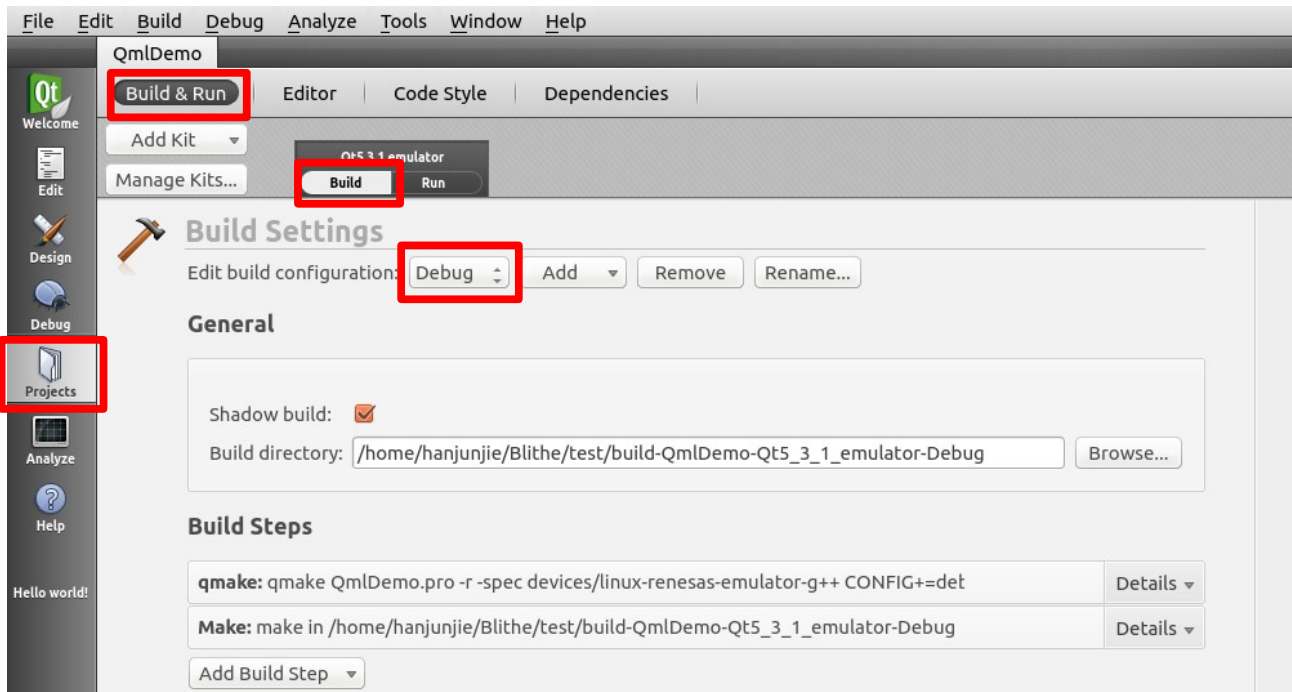 File Edit Build Debug Analyze Tools Window Help
QmlDemo
Build & Run Editor Code Style Dependencies
Welcome
Add Kit
Manage Kits...
Qt5 3 1 emulator
Build Run
Edit
Design
Debug
Projects
Analyze
Help
Hello world!
Build Settings
Edit build configuration: Debug Add Remove Rename...
General
Shadow build:
Build directory: /home/hanjunjie/Blithe/test/build-QmlDemo-Qt5_3_1_emulator-Debug Browse...
Build Steps
qmake: qmake QmlDemo.pro -r -spec devices/linux-renesas-emulator-g++ CONFIG+=det Details
Make: make in /home/hanjunjie/Blithe/test/build-QmlDemo-Qt5_3_1_emulator-Debug Details
Add Build Step